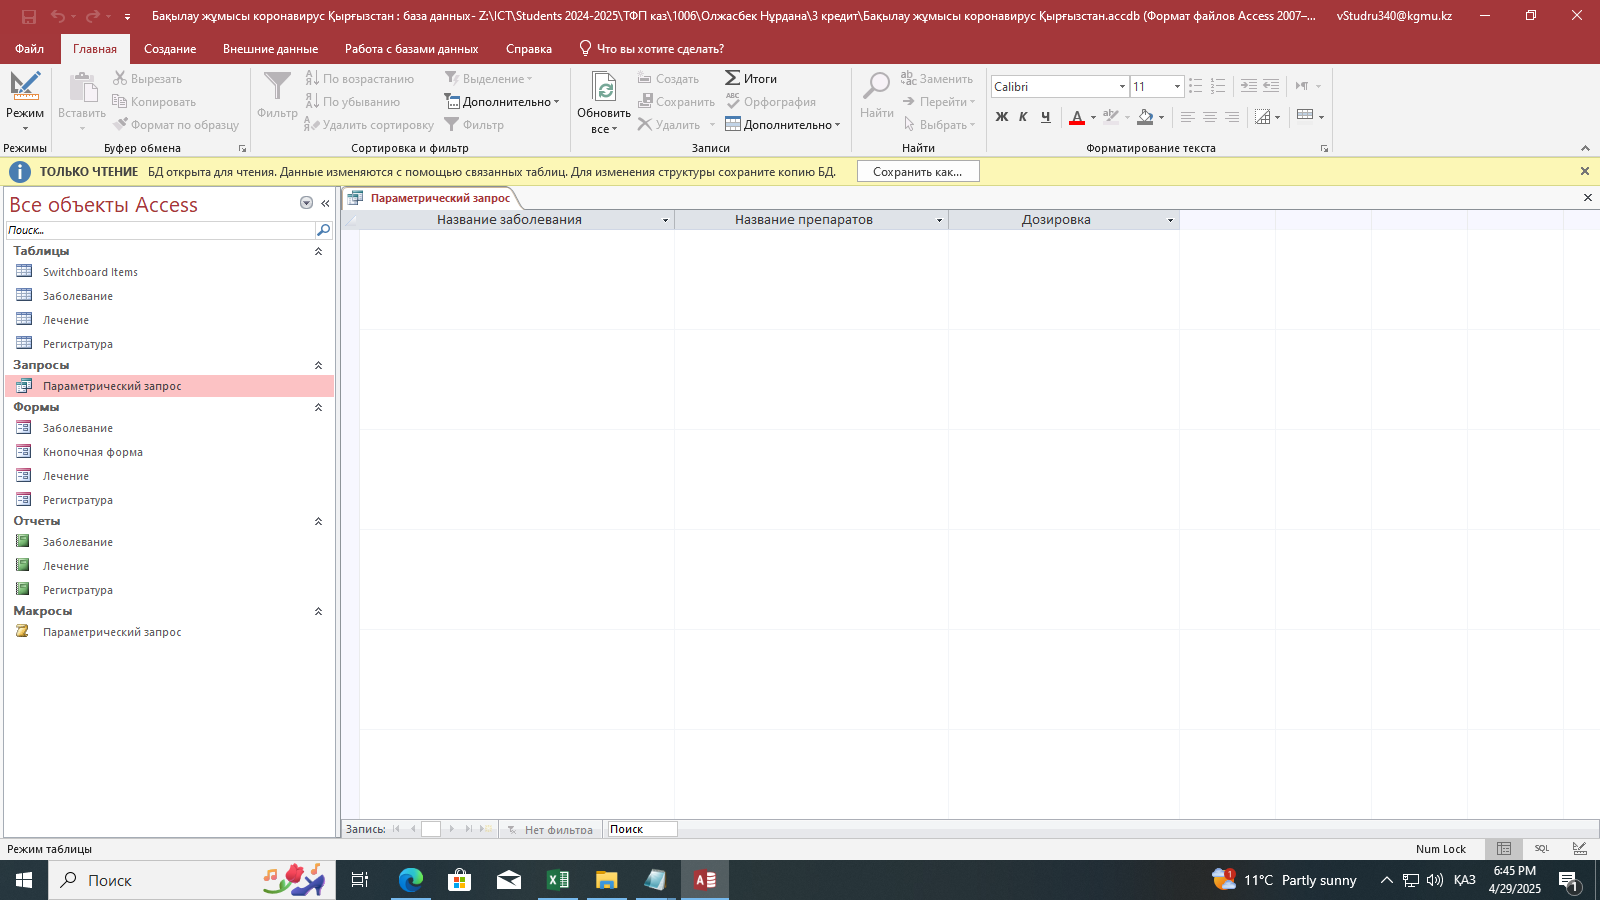 Бақылау жұмысы коронавирус Қырғызстан : база данных- Z:\ICT\Students 2024-2025\ТФП каз\1006\Олжасбек Нұрдана\3 кредит\Бақылау жұмысы коронавирус Қырғызстан.accdb (Формат файлов Access 2007–... vStudru340@kgmu.kz
Файл Главная Создание Внешние данные Работа с базами данных Справка Что вы хотите сделать?
Режим
Режимы
Вставить
Вырезать
Копировать
Формат по образцу
Буфер обмена
Фильтр
По возрастанию
По убыванию
Удалить сортировку
Выделение
Дополнительно
Фильтр
Сортировка и фильтр
Обновить
все
Создать
Сохранить
Удалить
Итоги
Орфография
Дополнительно
Записи
Найти
Заменить
Перейти
Выбрать
Найти
Calibri 11
Ж К Ч
Форматирование текста
ТОЛЬКО ЧТЕНИЕ БД открыта для чтения. Данные изменяются с помощью связанных таблиц. Для изменения структуры сохраните копию БД. Сохранить как...
Все объекты Access
Поиск...
Таблицы
Switchboard Items
Заболевание
Лечение
Регистратура
Запросы
Параметрический запрос
Формы
Заболевание
Кнопочная форма
Лечение
Регистратура
Отчеты
Заболевание
Лечение
Регистратура
Макросы
Параметрический запрос
Параметрический запрос
Название заболевания Название препаратов Дозировка
Запись: Нет фильтра Поиск
Режим таблицы Num Lock SQL
Поиск
11°C Partly sunny ҚАЗ 6:45 PM
4/29/2025
1
1